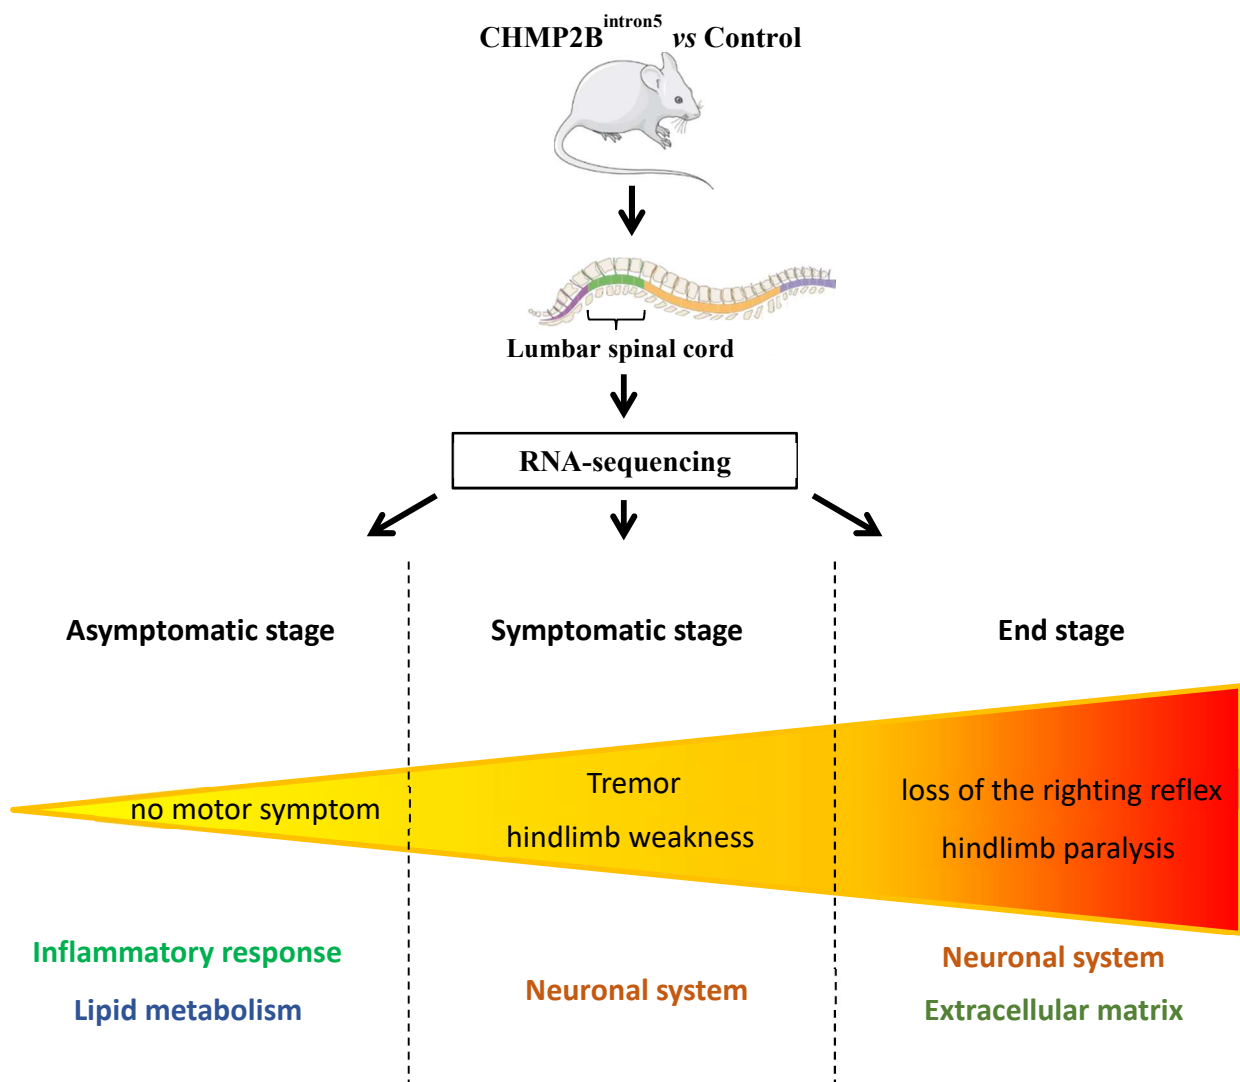 CHMP2B^intron5 vs Control
Lumbar spinal cord
RNA-sequencing
Asymptomatic stage
Symptomatic stage
End stage
no motor symptom
Tremor
hindlimb weakness
loss of the righting reflex
hindlimb paralysis
Inflammatory response
Lipid metabolism
Neuronal system
Neuronal system
Extracellular matrix